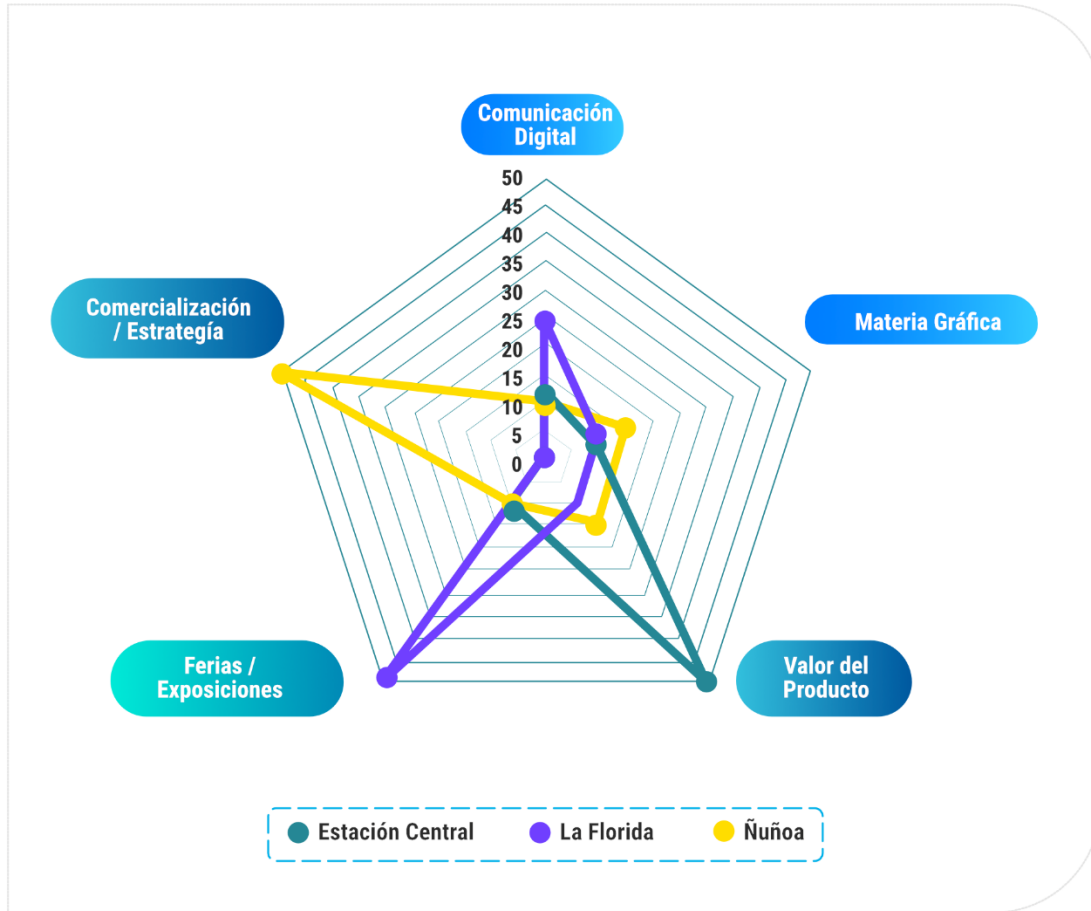 Comunicación
Digital
50
45
40
35
30
25
20
15
10
5
0
Comercialización
/ Estrategía
Materia Gráfica
Ferias /
Exposiciones
Valor del
Producto
Estación Central
La Florida
Ñuñoa